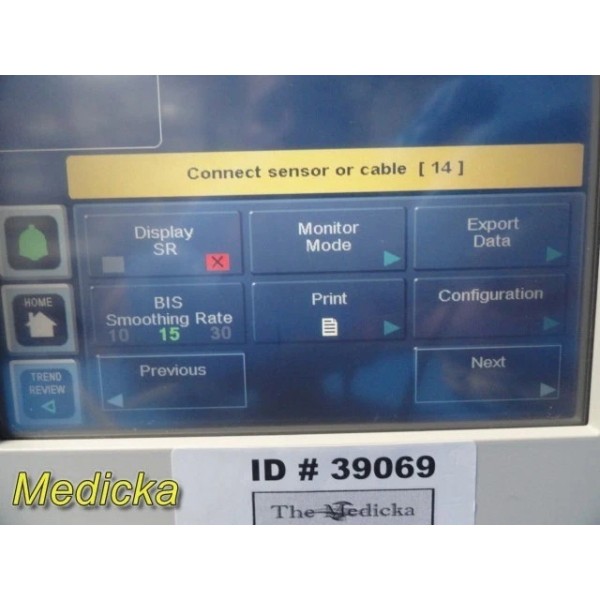 Connect sensor or cable [ 14 ]
Display
SR
X
Monitor
Mode
Export
Data
HOME
BIS
Smoothing Rate
10 15 30
Print
Configuration
TREND
REVIEW
Previous
Next
ID # 39069
The Medicka
Medicka